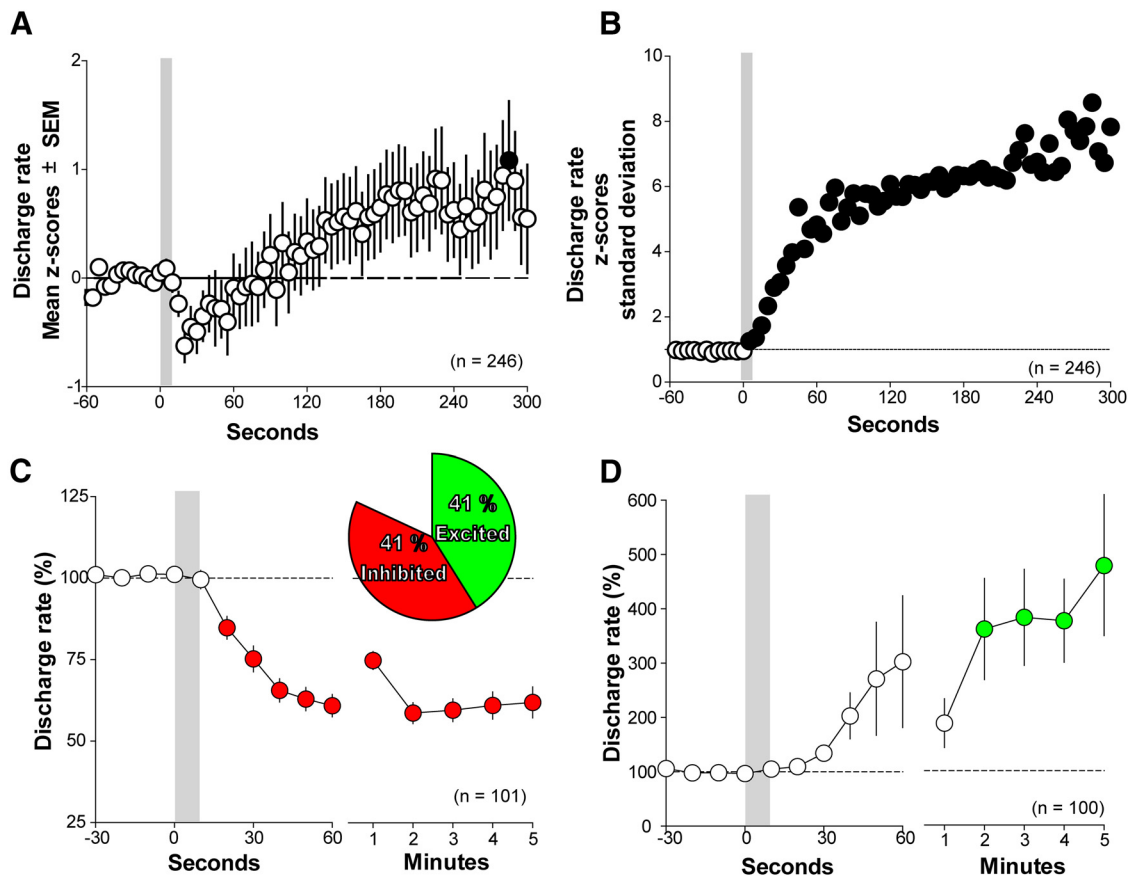 A
Discharge rate
Mean z-scores ± SEM
2
1
0
-1
-60
0
60
120
180
240
300
(n = 246)
Seconds
B
Discharge rate
z-scores
standard deviation
10
8
6
4
2
0
-60
0
60
120
180
240
300
(n = 246)
Seconds
C
Discharge rate (%)
125
100
75
50
25
41 %
Excited
41 %
Inhibited
(n = 101)
-30
0
30
60
1
2
3
4
5
Seconds
Minutes
D
Discharge rate (%)
600
500
400
300
200
100
0
(n = 100)
-30
0
30
60
1
2
3
4
5
Seconds
Minutes